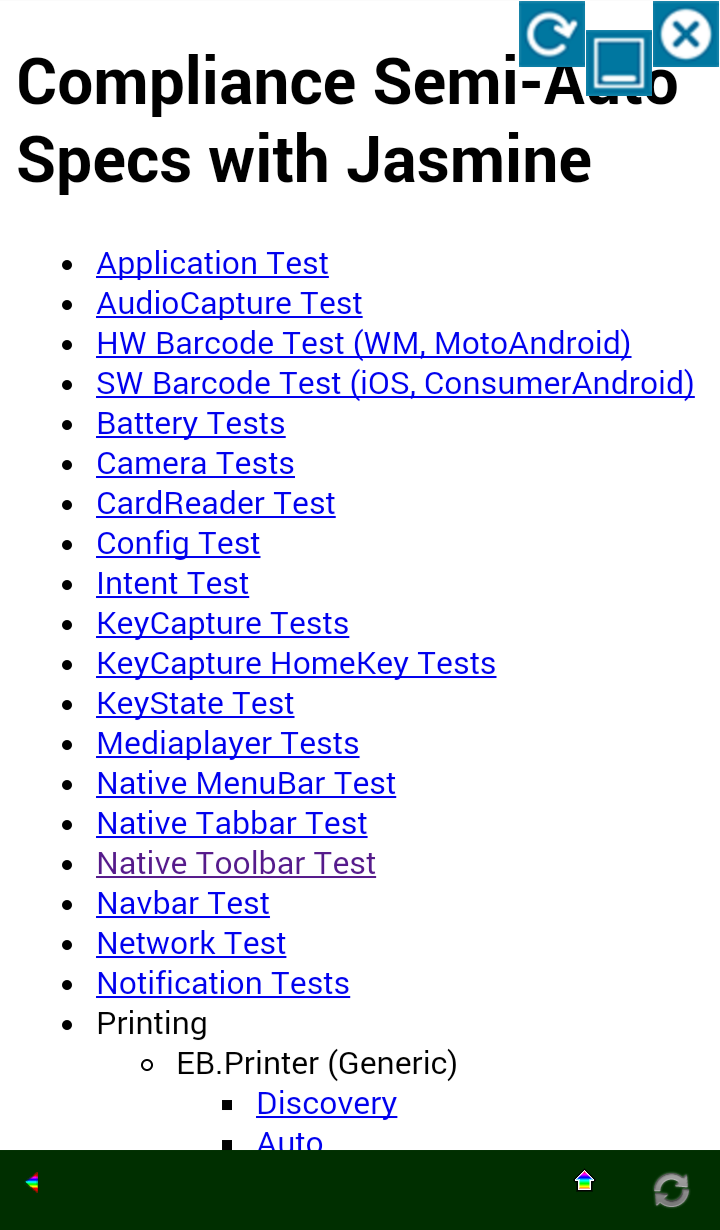 Compliance Semi-Auto
Specs with Jasmine
Application Test
AudioCapture Test
HW Barcode Test (WM, MotoAndroid)
SW Barcode Test (iOS, ConsumerAndroid)
Battery Tests
Camera Tests
CardReader Test
Config Test
Intent Test
KeyCapture Tests
KeyCapture HomeKey Tests
KeyState Test
Mediaplayer Tests
Native MenuBar Test
Native Tabbar Test
Native Toolbar Test
Navbar Test
Network Test
Notification Tests
Printing
EB.Printer (Generic)
Discovery
Auto